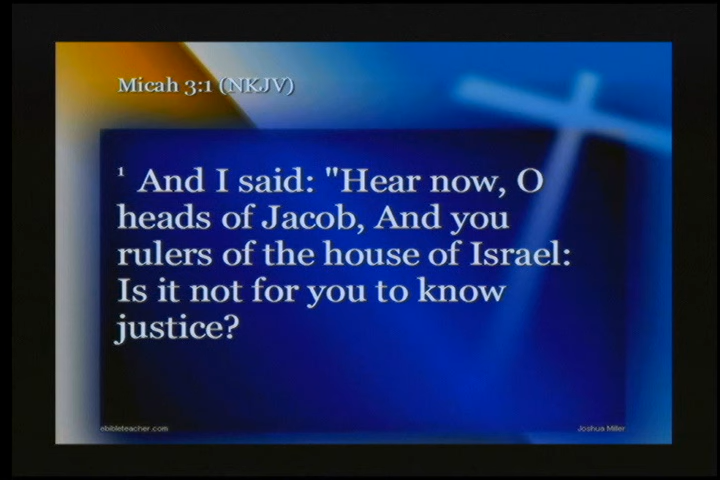 Micah 3:1 (NKJV)
1 And I said: "Hear now, O
heads of Jacob, And you
rulers of the house of Israel:
Is it not for you to know
justice?
ebibleteacher.com
Joshua Miller